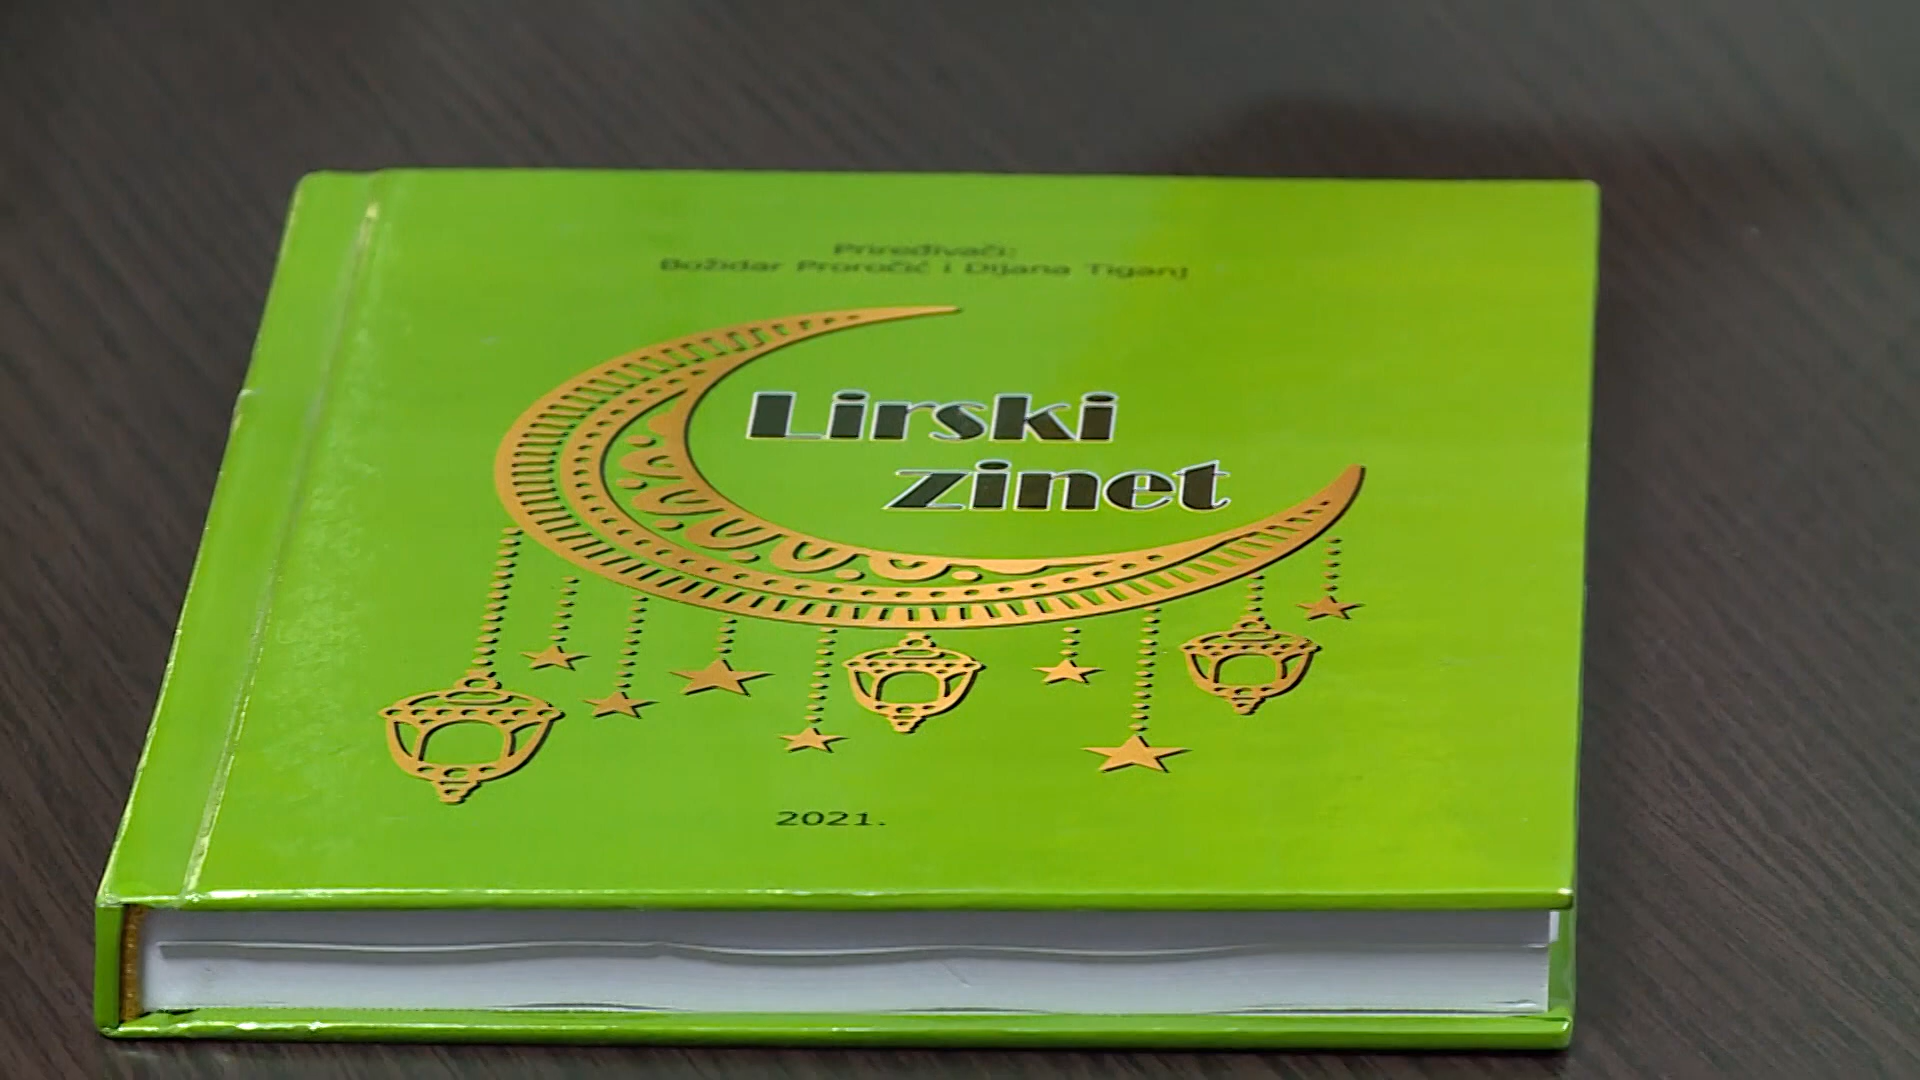 Priređivači:
Božidar Proročić i Dijana Tiganj
Lirski
zinet
2021.